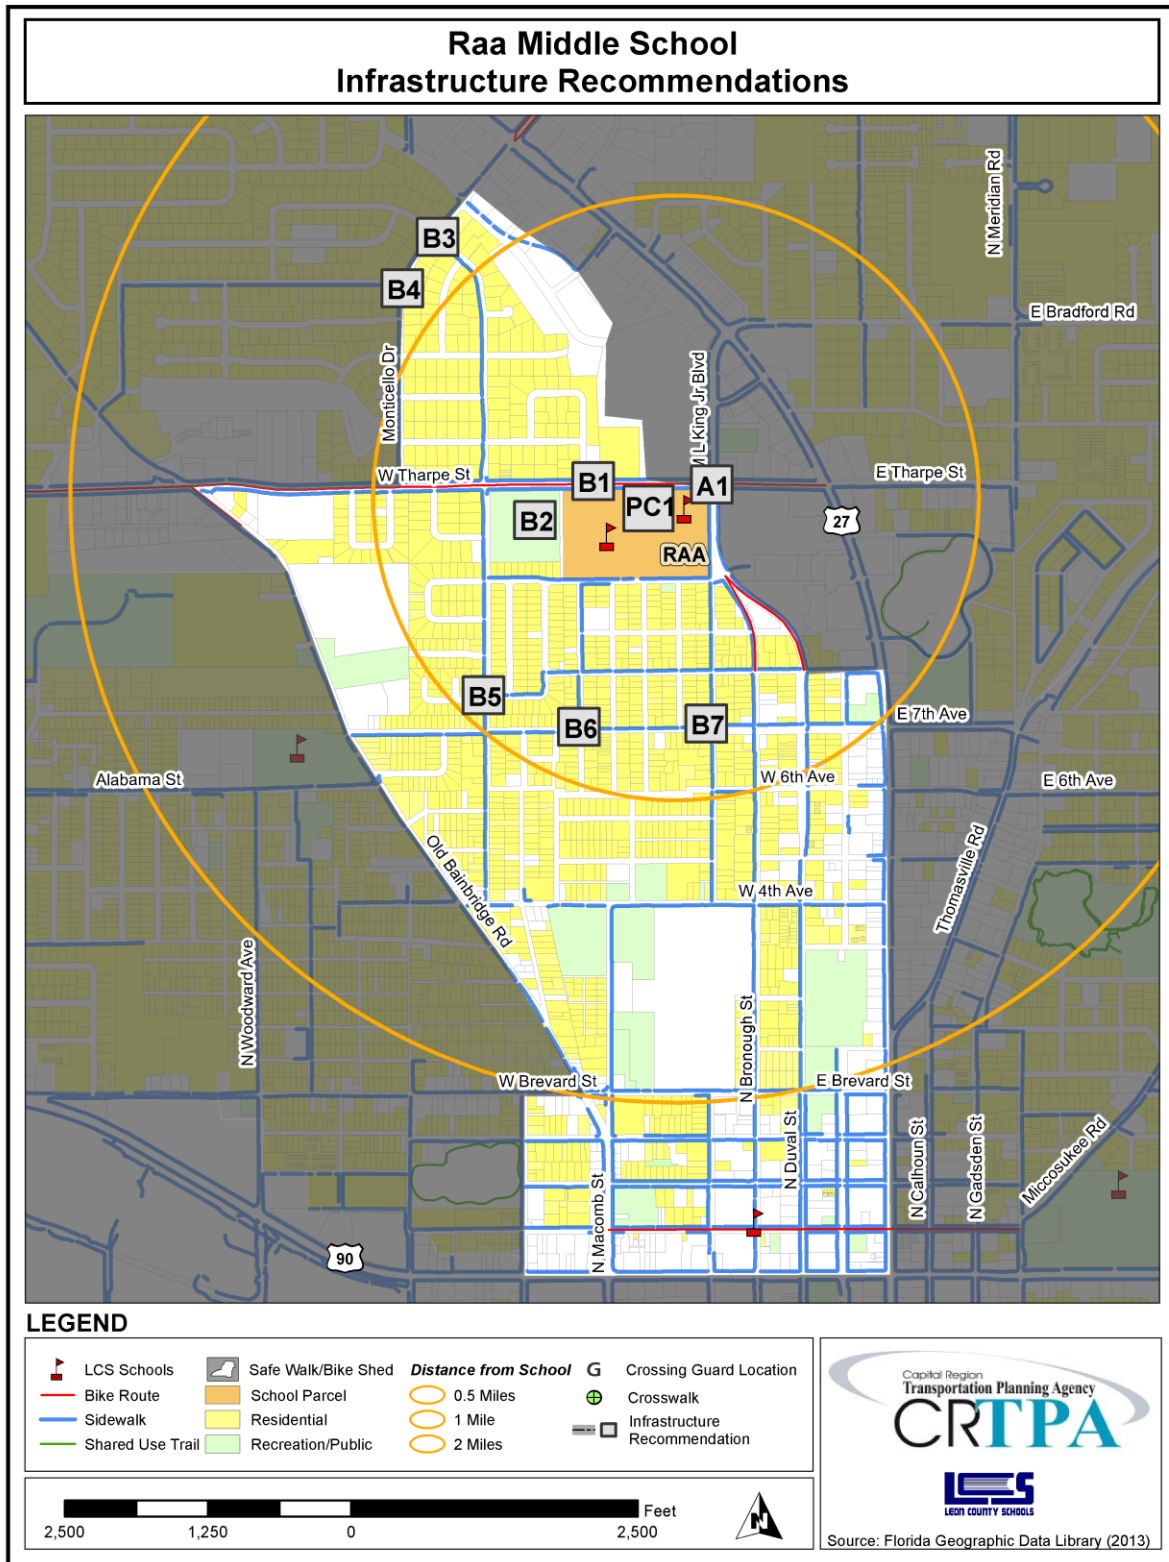 Raa Middle School
Infrastructure Recommendations
N Meridian Rd
B3
B4
E Bradford Rd
Monticello Dr
M L King Jr Blvd
W Tharpe St
E Tharpe St
B1
A1
B2
PC1
27
RAA
B5
B6
B7
E 7th Ave
W 6th Ave
E 6th Ave
Alabama St
Old Bainbridge Rd
Thomasville Rd
W 4th Ave
N Woodward Ave
N Bronough St
W Brevard St
E Brevard St
N Duval St
N Calhoun St
N Gadsden St
Miccosukee Rd
N Macomb St
90
LEGEND
LCS Schools
Bike Route
Sidewalk
Shared Use Trail
Safe Walk/Bike Shed
School Parcel
Residential
Recreation/Public
Distance from School
0.5 Miles
1 Mile
2 Miles
G Crossing Guard Location
Crosswalk
Infrastructure
Recommendation
2,500 1,250 0 2,500 Feet
N
Capital Region
Transportation Planning Agency
CRTPA
LCS
LEON COUNTY SCHOOLS
Source: Florida Geographic Data Library (2013)